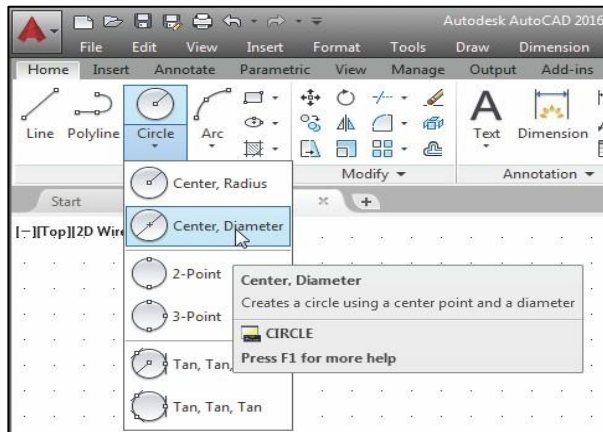 Autodesk AutoCAD 2016
File Edit View Insert Format Tools Draw Dimension
Home Insert Annotate Parametric View Manage Output Add-ins
Line Polyline Circle Arc Text Dimension
Modify Annotation
Center, Radius
Start
Center, Diameter
[−][Top][2D Wire
2-Point
3-Point
Tan, Tan,
Tan, Tan, Tan
Center, Diameter
Creates a circle using a center point and a diameter
CIRCLE
Press F1 for more help